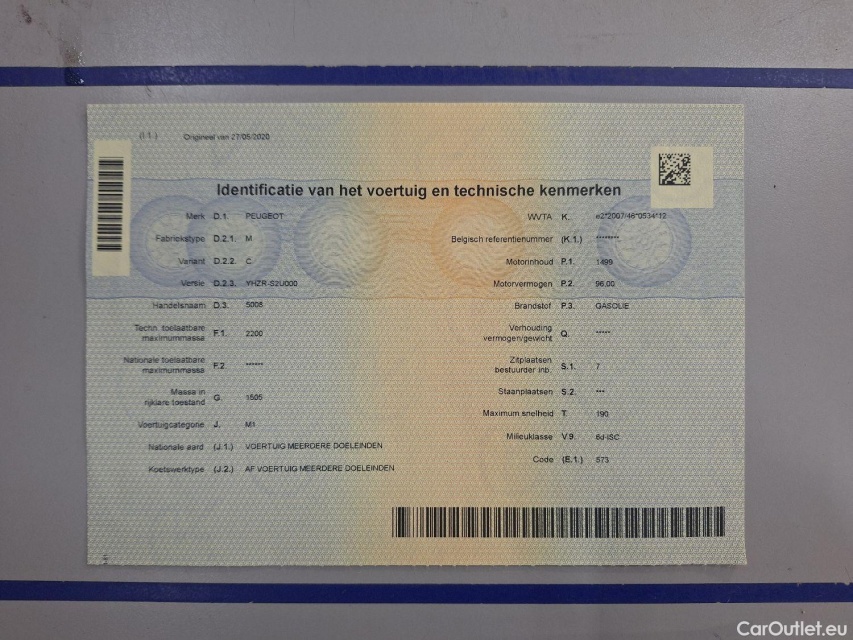 (I.1.) Origineel van 27/05/2020
Identificatie van het voertuig en technische kenmerken
Merk D.1. PEUGEOT
Fabriekstype D.2.1. M
Variant D.2.2. C
Versie D.2.3. YHZR-S2U000
Handelsnaam D.3. 5008
Techn. toelaatbare
maximummassa F.1. 2200
Nationale toelaatbare
maximummassa F.2. ******
Massa in
rijklare toestand G. 1505
Voertuigcategorie J. M1
Nationale aard (J.1.) VOERTUIG MEERDERE DOELEINDEN
Koetswerktype (J.2.) AF VOERTUIG MEERDERE DOELEINDEN
WVTA K. e2*2007/46*0534*12
Belgisch referentienummer (K.1.) ********
Motorinhoud P.1. 1499
Motorvermogen P.2. 96.00
Brandstof P.3. GASOLIE
Verhouding
vermogen/gewicht Q. *****
Zitplaatsen
bestuurder inb. S.1. 7
Staanplaatsen S.2. ***
Maximum snelheid T. 190
Milieuklasse V.9. 6d-ISC
Code (E.1.) 573
CarOutlet.eu